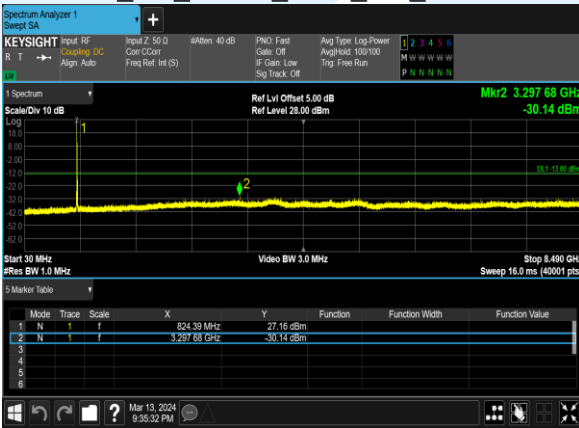 Spectrum Analyzer 1
Swept SA
+
KEYSIGHT Input: RF Input Z: 50 Ω #Atten: 40 dB PNO: Fast Avg Type: Log-Power 1 2 3 4 5 6
R T Coupling: DC Corr CCorr Gate: Off Avg|Hold: 100/100 M W W W W W
Align: Auto Freq Ref: Int (S) IF Gain: Low Trig: Free Run
LVI Sig Track: Off P N N N N N
1 Spectrum Ref Lvl Offset 5.00 dB Mkr2 3.297 68 GHz
Scale/Div 10 dB Ref Level 28.00 dBm -30.14 dBm
Log
18.0 1
8.00
-2.00
-12.0 DL1 -13.00 dBm
-22.0 2
-32.0
-42.0
-52.0
-62.0
Start 30 MHz Video BW 3.0 MHz Stop 8.490 GHz
#Res BW 1.0 MHz Sweep 16.0 ms (40001 pts
5 Marker Table
Mode Trace Scale X Y Function Function Width Function Value
1 N 1 f 824.39 MHz 27.16 dBm
2 N 1 f 3.297 68 GHz -30.14 dBm
3
4
5
6
? Mar 13, 2024
9:35:32 PM